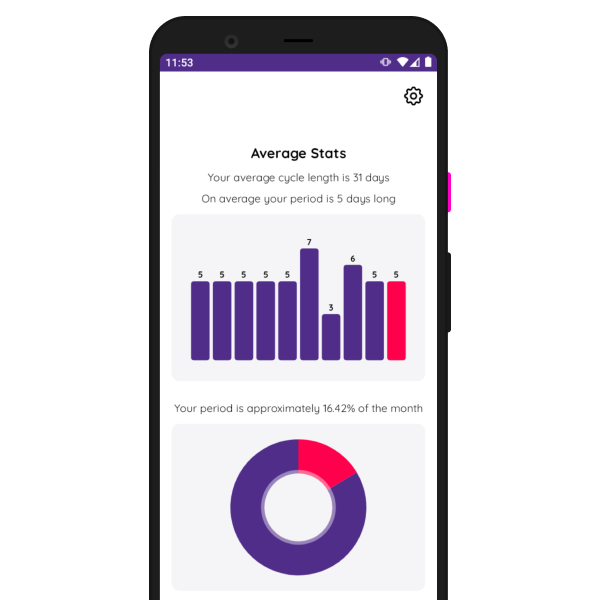 11:53
Average Stats
Your average cycle length is 31 days
On average your period is 5 days long
5 5 5 5 5 7 3 6 5 5
Your period is approximately 16.42% of the month